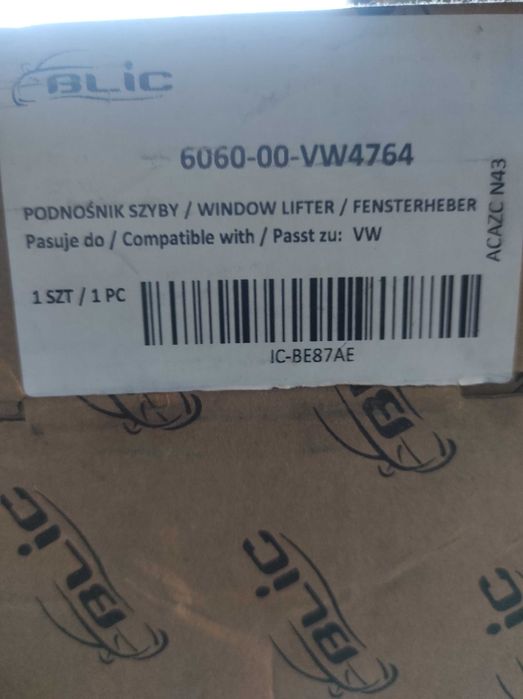 BLIC
6060-00-VW4764
PODNOŚNIK SZYBY / WINDOW LIFTER / FENSTERHEBER
Pasuje do / Compatible with / Passt zu: VW
ACAZC N43
1 SZT / 1 PC
IC-BE87AE
BLIC
BLIC
BLIC
BLIC